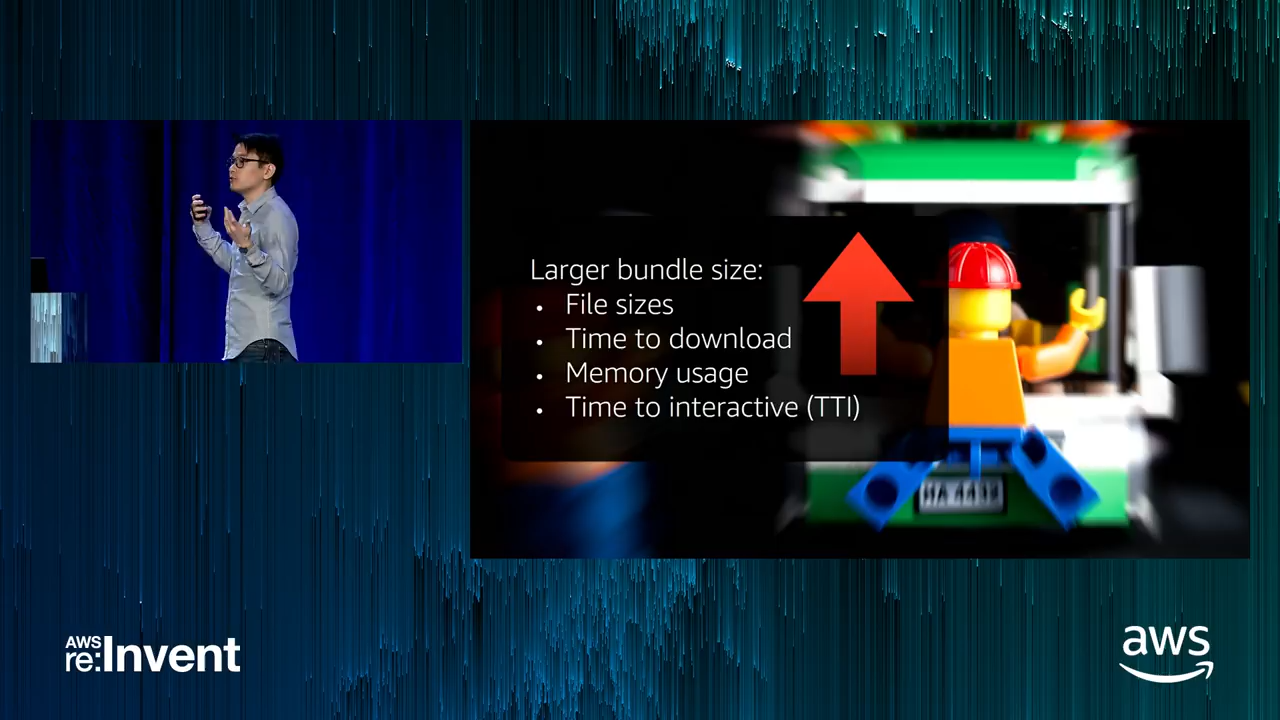 Larger bundle size:
• File sizes
• Time to download
• Memory usage
• Time to interactive (TTI)
AWS
re:Invent
aws